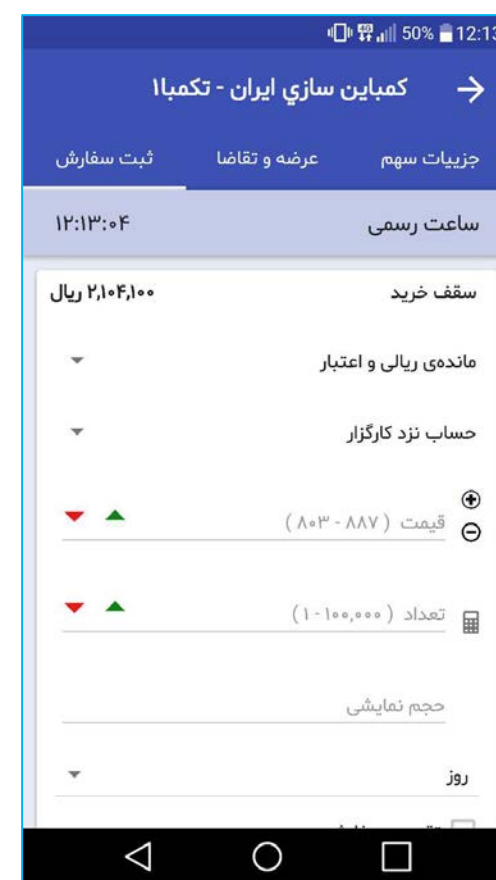 50% 12:13
کمباین سازي ایران - تکمبا۱
جزییات سهم عرضه و تقاضا ثبت سفارش
ساعت رسمی ۱۲:۱۳:۰۴
سقف خرید ۲,۱۰۴,۱۰۰ ریال
مانده‌ی ریالی و اعتبار
حساب نزد کارگزار
قیمت ( ۸۸۷ - ۸۰۳ )
تعداد ( ۱۰۰,۰۰۰ - ۱ )
حجم نمایشی
روز